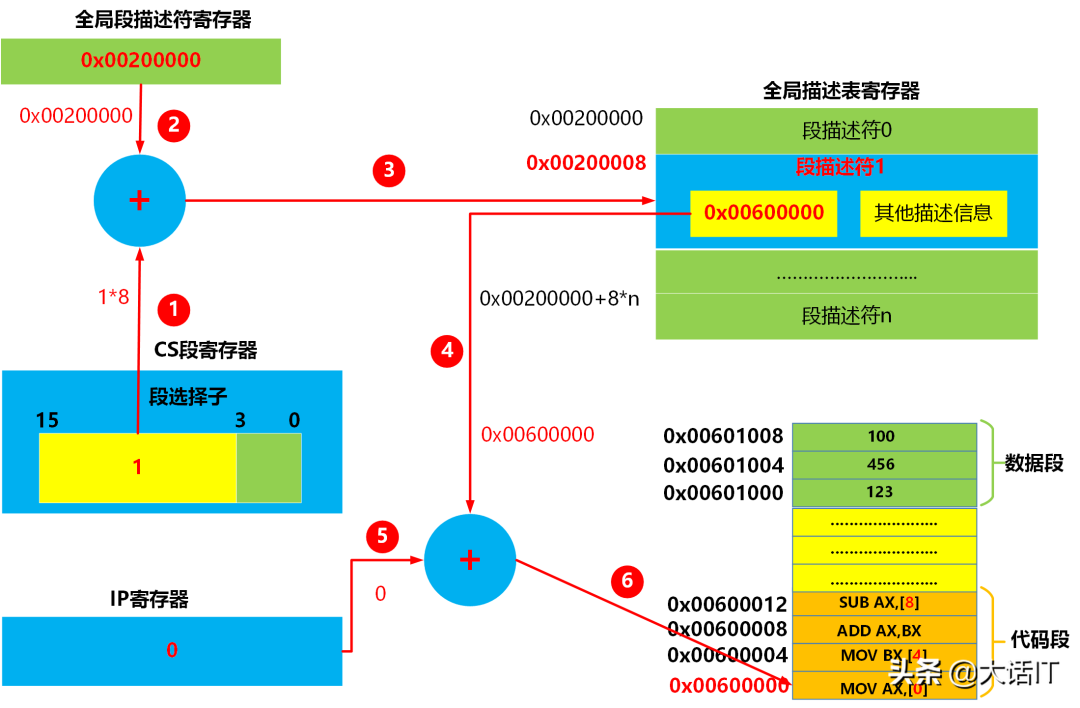 全局段描述符寄存器
0x00200000
0x00200000
2
+
1*8
1
CS段寄存器
段选择子
15
3
0
1
IP寄存器
0
3
全局描述表寄存器
0x00200000
段描述符0
0x00200008
段描述符1
0x00600000
其他描述信息
........................
0x00200000+8*n
段描述符n
4
0x00600000
5
0
+
6
0x00601008
100
0x00601004
456
0x00601000
123
数据段
......................
......................
......................
0x00600012
SUB AX,[8]
0x00600008
ADD AX,BX
0x00600004
MOV BX,[4]
0x00600000
MOV AX,[0]
代码段
头条 @大话IT